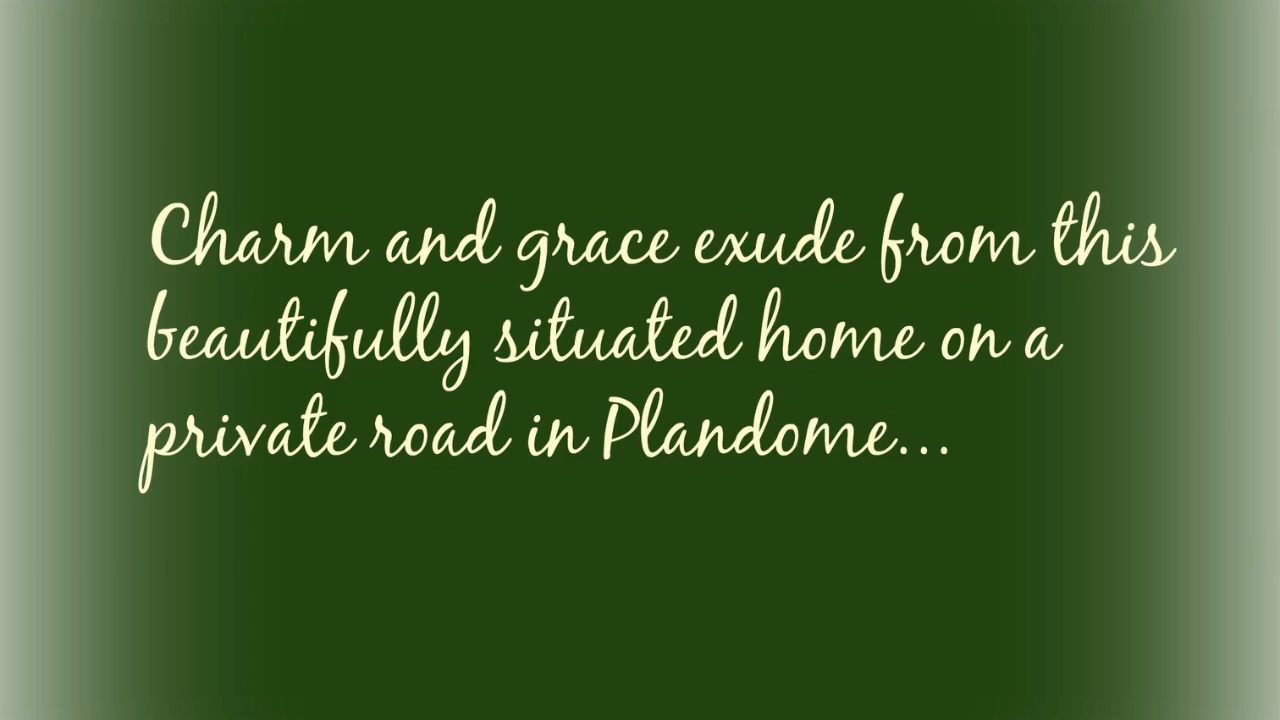 Charm and grace exude from this
beautifully situated home on a
private road in Plandome...